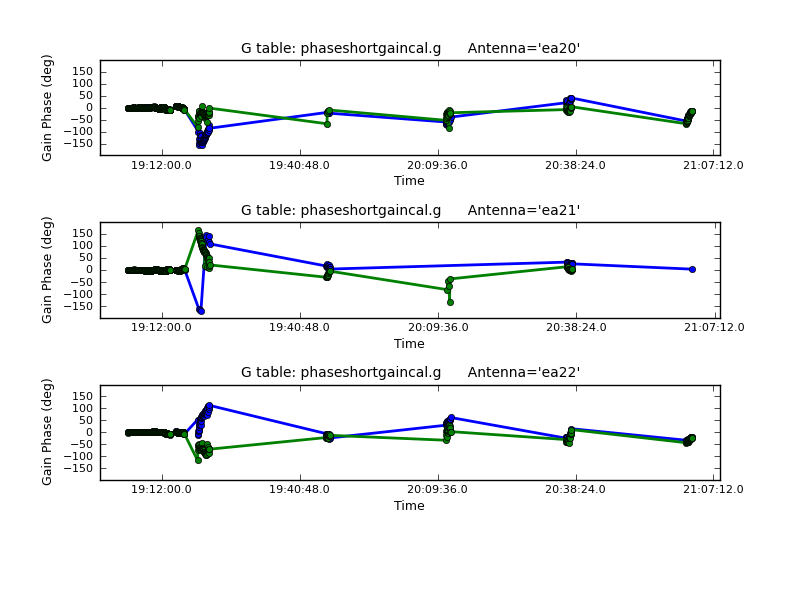 G table: phaseshortgaincal.g Antenna='ea20'
Gain Phase (deg)
150
100
50
0
−50
−100
−150
19:12:00.0 19:40:48.0 20:09:36.0 20:38:24.0 21:07:12.0
Time
G table: phaseshortgaincal.g Antenna='ea21'
Gain Phase (deg)
150
100
50
0
−50
−100
−150
19:12:00.0 19:40:48.0 20:09:36.0 20:38:24.0 21:07:12.0
Time
G table: phaseshortgaincal.g Antenna='ea22'
Gain Phase (deg)
150
100
50
0
−50
−100
−150
19:12:00.0 19:40:48.0 20:09:36.0 20:38:24.0 21:07:12.0
Time